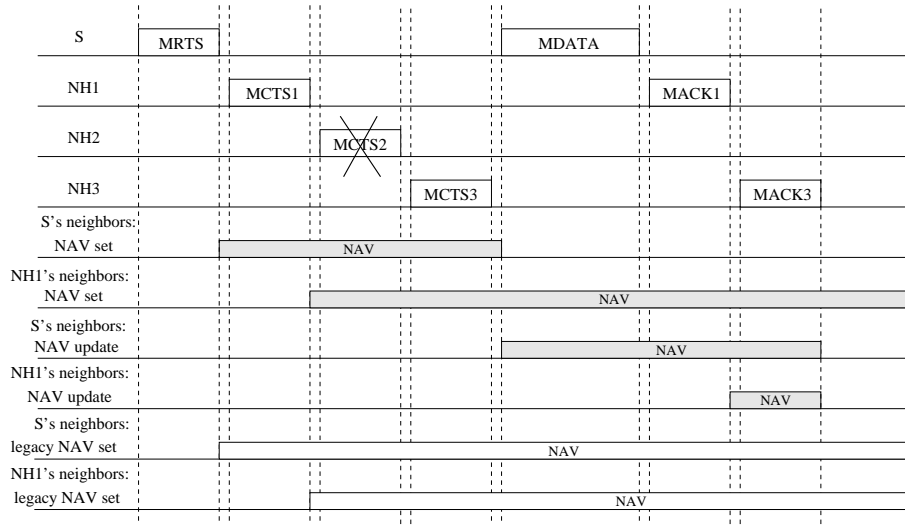 S
MRTS
MDATA
NH1
MCTS1
MACK1
NH2
MCTS2
NH3
MCTS3
MACK3
S's neighbors:
NAV set
NAV
NH1's neighbors:
NAV set
NAV
S's neighbors:
NAV update
NAV
NH1's neighbors:
NAV update
NAV
S's neighbors:
legacy NAV set
NAV
NH1's neighbors:
legacy NAV set
NAV